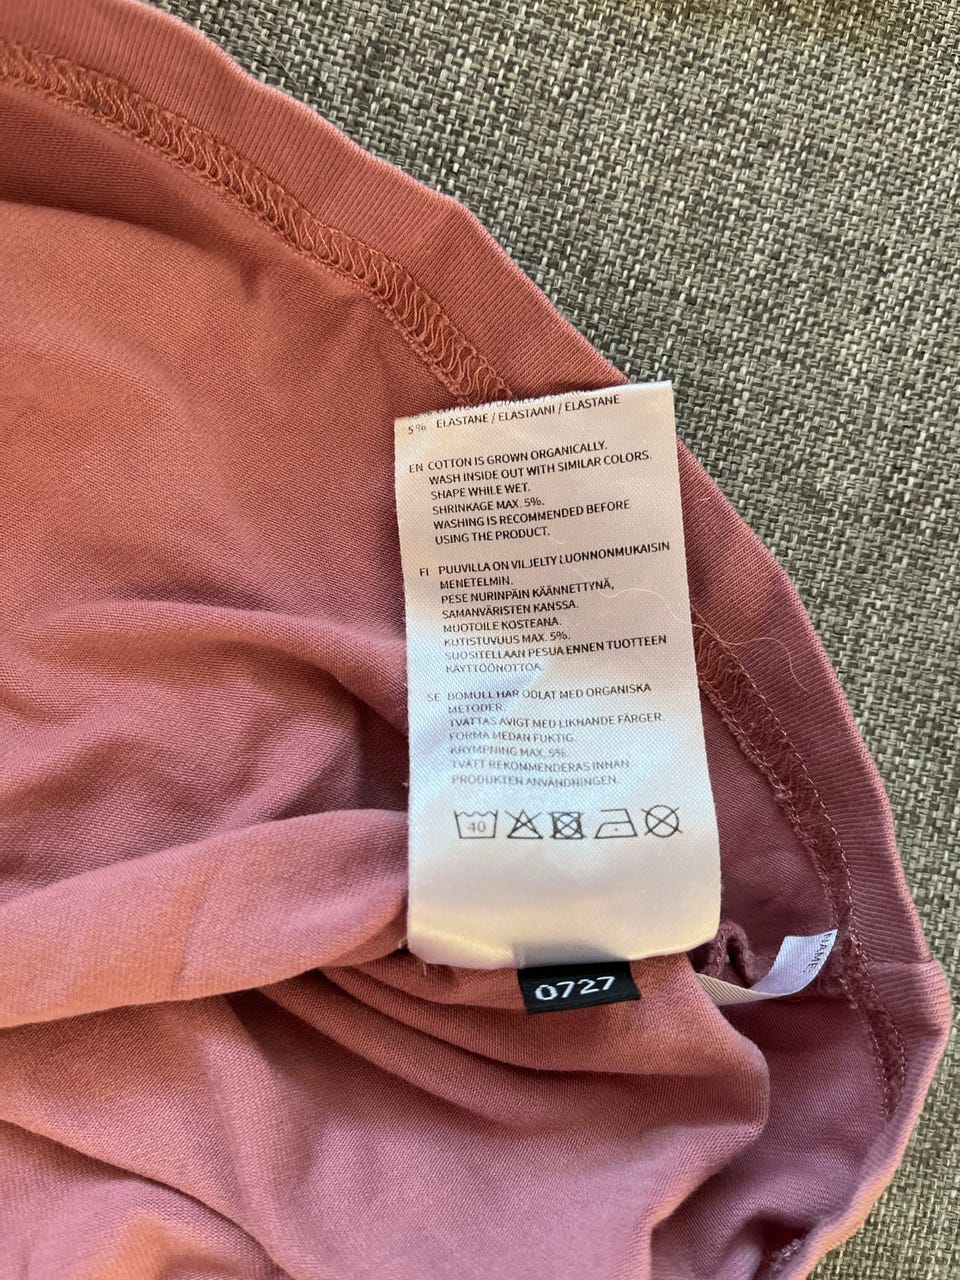 5% ELASTANE / ELASTAANI / ELASTANE
EN COTTON IS GROWN ORGANICALLY.
WASH INSIDE OUT WITH SIMILAR COLORS.
SHAPE WHILE WET.
SHRINKAGE MAX. 5%.
WASHING IS RECOMMENDED BEFORE
USING THE PRODUCT.
FI PUUVILLA ON VILJELTY LUONNONMUKAISIN
MENETELMIN.
PESE NURINPÄIN KÄÄNNETTYNÄ,
SAMANVÄRISTEN KANSSA.
MUOTOILE KOSTEANA.
KUTISTUVUUS MAX. 5%.
SUOSITELLAAN PESUA ENNEN TUOTTEEN
KÄYTTÖÖNOTTOA.
SE BOMULL HAR ODLAT MED ORGANISKA
METODER.
TVÄTTAS AVIGT MED LIKNANDE FÄRGER.
FORMA MEDAN FUKTIG.
KRYMPNING MAX. 5%.
TVÄTT REKOMMENDERAS INNAN
PRODUKTEN ANVÄNDNINGEN.
40
NAME:
0727